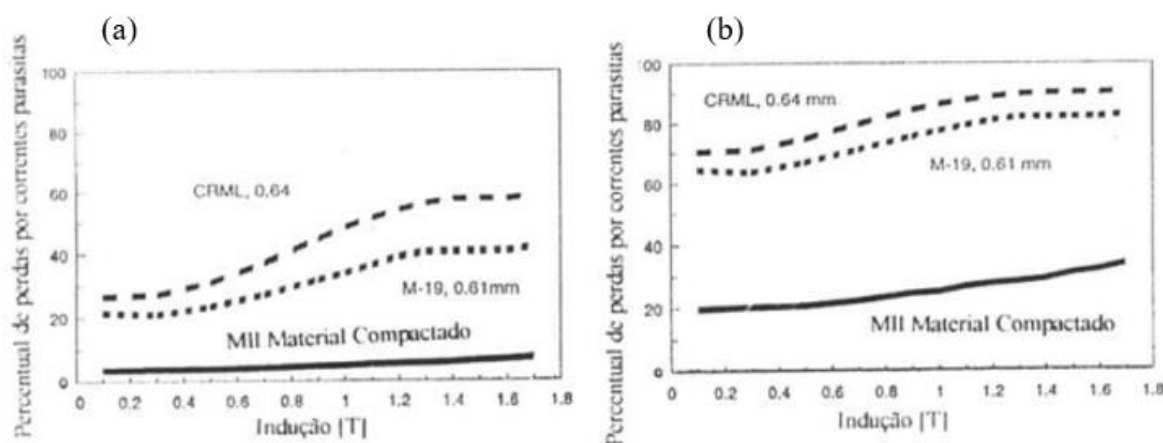 (a)
Percentual de perdas por correntes parasitas
100
80
60
40
20
0
CRML, 0.64
M-19, 0.61mm
MII Material Compactado
0 0.2 0.4 0.6 0.8 1 1.2 1.4 1.6 1.8
Indução [T]
(b)
Percentual de perdas por correntes parasitas
100
80
60
40
20
0
CRML, 0.64 mm
M-19, 0.61 mm
MII Material Compactado
0 0.2 0.4 0.6 0.8 1 1.2 1.4 1.6 1.8
Indução [T]